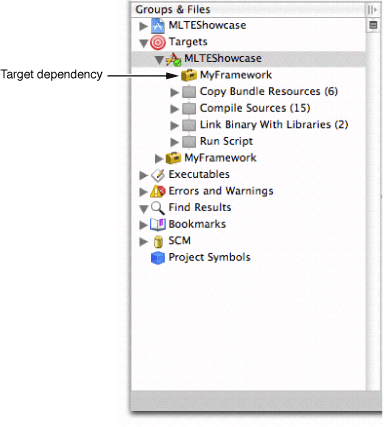 Groups & Files
MLTEShowcase
Targets
MLTEShowcase
Target dependency
MyFramework
Copy Bundle Resources (6)
Compile Sources (15)
Link Binary With Libraries (2)
Run Script
MyFramework
Executables
Errors and Warnings
Find Results
Bookmarks
SCM
Project Symbols